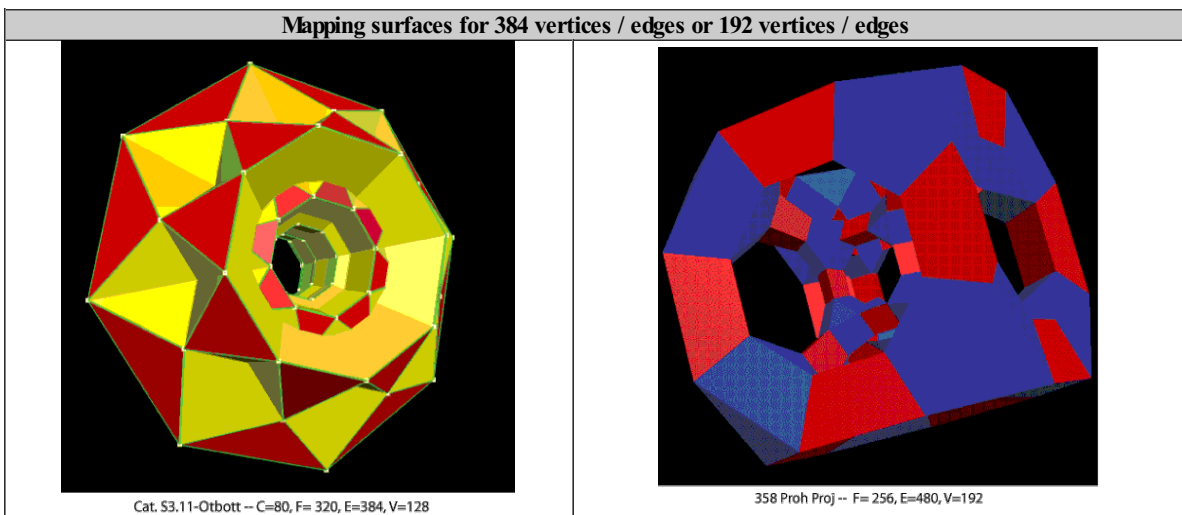 Mapping surfaces for 384 vertices / edges or 192 vertices / edges
Cat. S3.11-Otbott -- C=80, F= 320, E=384, V=128
358 Proh Proj -- F= 256, E=480, V=192